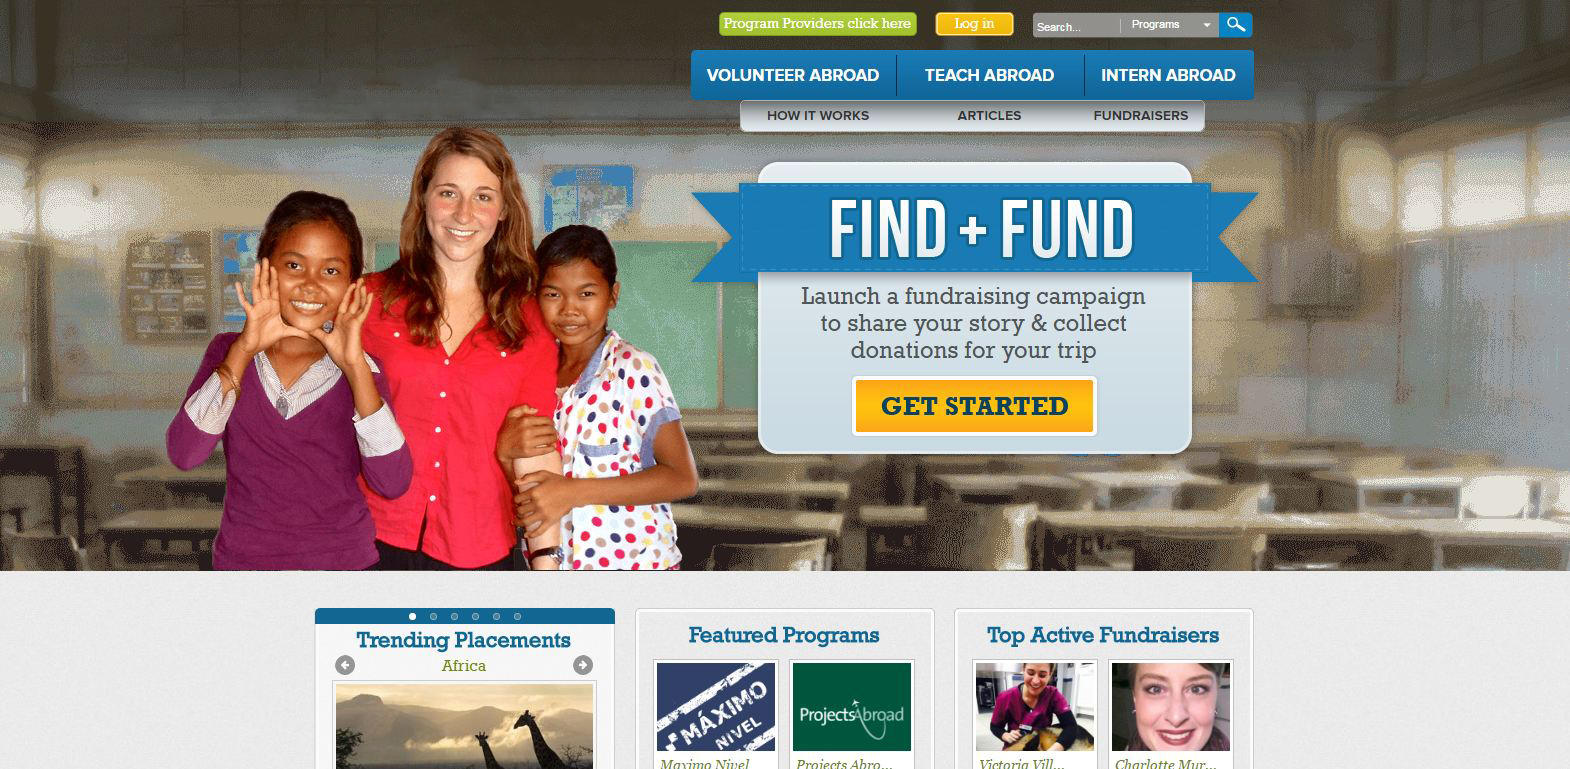 Program Providers click here
Log in
Search...
Programs
VOLUNTEER ABROAD
TEACH ABROAD
INTERN ABROAD
HOW IT WORKS
ARTICLES
FUNDRAISERS
FIND + FUND
Launch a fundraising campaign
to share your story & collect
donations for your trip
GET STARTED
Trending Placements
Africa
Featured Programs
MÁXIMO
NIVEL
Maximo Nivel
ProjectsAbroad
Projects Abro...
Top Active Fundraisers
Victoria Vill...
Charlotte Mur...